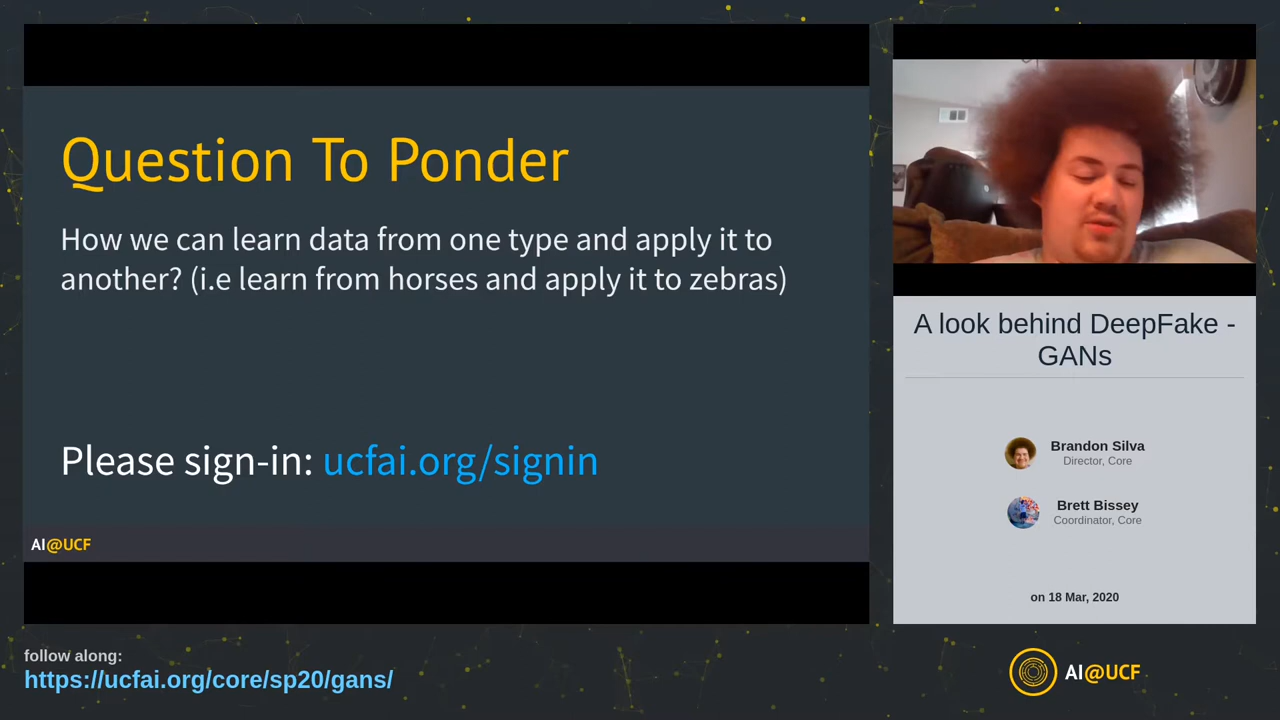 Question To Ponder
How we can learn data from one type and apply it to
another? (i.e learn from horses and apply it to zebras)
Please sign-in: ucfai.org/signin
AI@UCF
A look behind DeepFake -
GANs
Brandon Silva
Director, Core
Brett Bissey
Coordinator, Core
on 18 Mar, 2020
follow along:
https://ucfai.org/core/sp20/gans/
AI@UCF